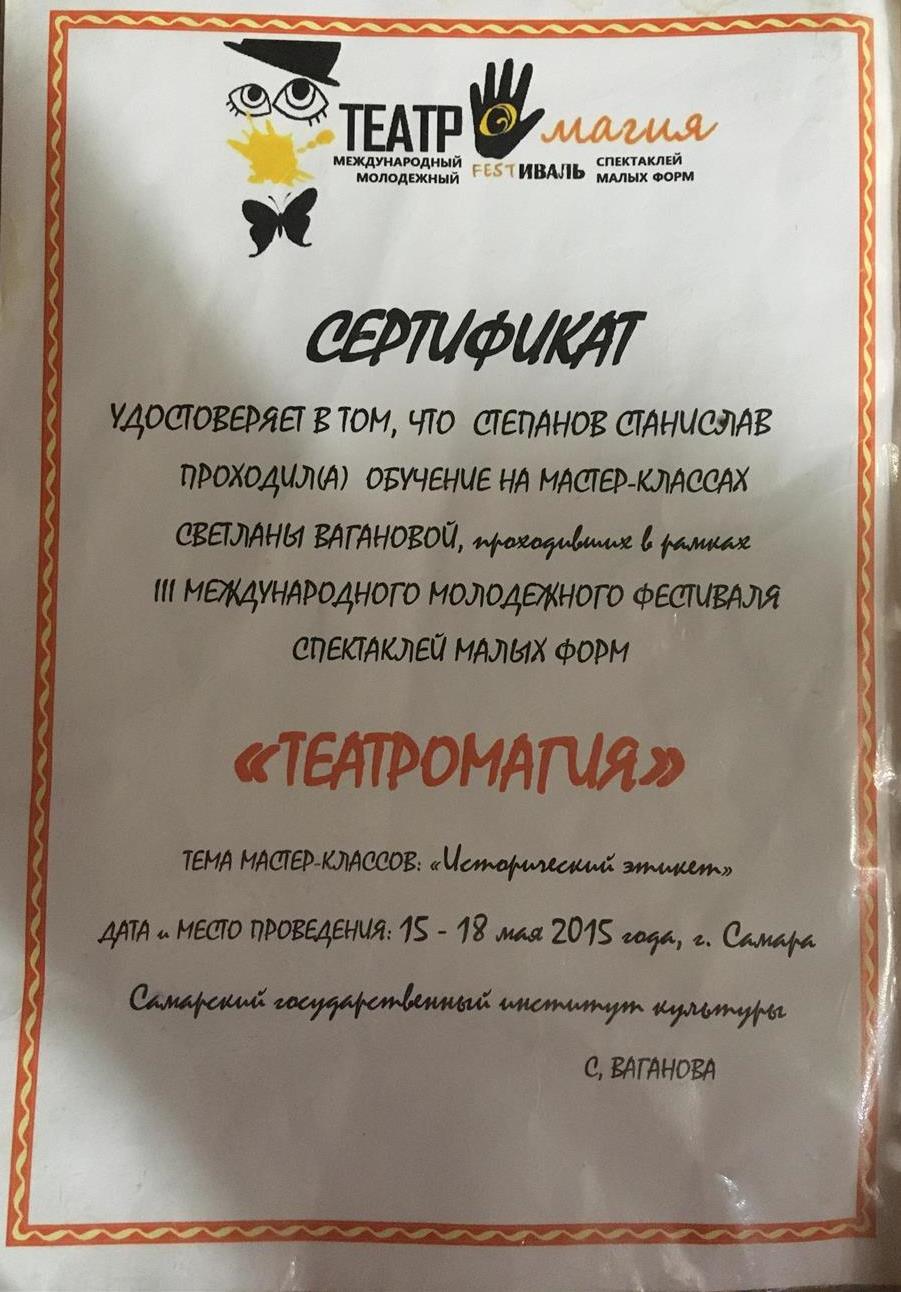 ТЕАТР магия
МЕЖДУНАРОДНЫЙ МОЛОДЕЖНЫЙ FESTИВАЛЬ СПЕКТАКЛЕЙ МАЛЫХ ФОРМ
СЕРТИФИКАТ
УДОСТОВЕРЯЕТ В ТОМ, ЧТО СТЕПАНОВ СТАНИСЛАВ
ПРОХОДИЛ(А) ОБУЧЕНИЕ НА МАСТЕР-КЛАССАХ
СВЕТЛАНЫ ВАГАНОВОЙ, проходивших в рамках
III МЕЖДУНАРОДНОГО МОЛОДЕЖНОГО ФЕСТИВАЛЯ
СПЕКТАКЛЕЙ МАЛЫХ ФОРМ
«ТЕАТРОМАГИЯ»
ТЕМА МАСТЕР-КЛАССОВ: «Исторический этикет»
ДАТА и МЕСТО ПРОВЕДЕНИЯ: 15 - 18 мая 2015 года, г. Самара
Самарский государственный институт культуры
С, ВАГАНОВА